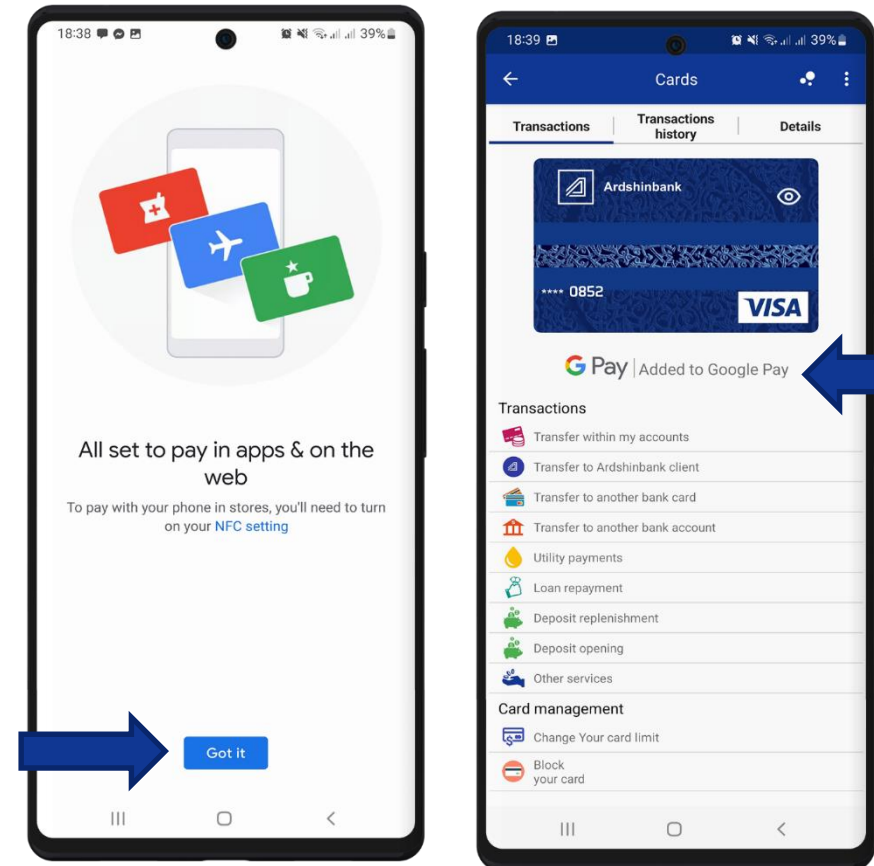 18:38
39%
All set to pay in apps & on the
web
To pay with your phone in stores, you'll need to turn
on your NFC setting
Got it
18:39
39%
Cards
Transactions
Transactions
history
Details
Ardshinbank
**** 0852
VISA
G Pay | Added to Google Pay
Transactions
Transfer within my accounts
Transfer to Ardshinbank client
Transfer to another bank card
Transfer to another bank account
Utility payments
Loan repayment
Deposit replenishment
Deposit opening
Other services
Card management
Change Your card limit
Block
your card